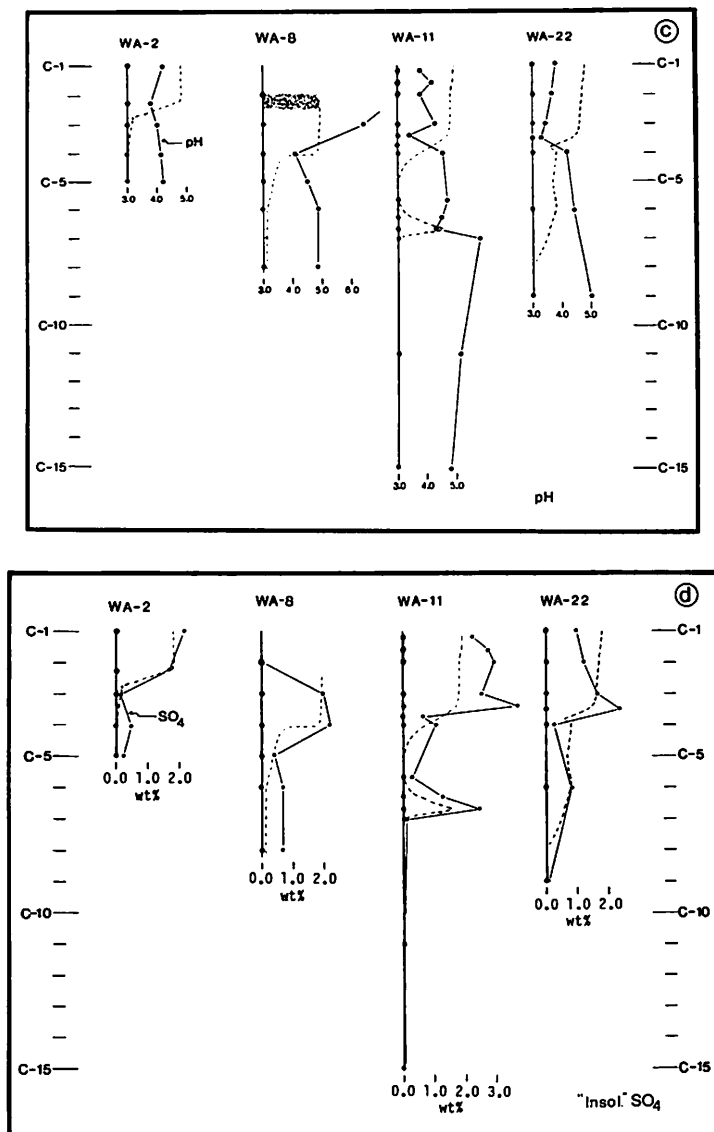 c
WA-2 WA-8 WA-11 WA-22
C-1 C-1
pH
3.0 4.0 5.0
C-5 C-5
3.0 4.0 5.0 6.0
3.0 4.0 5.0
C-10 C-10
C-15 C-15
3.0 4.0 5.0
pH
d
WA-2 WA-8 WA-11 WA-22
C-1 C-1
SO4
C-5 C-5
0.0 1.0 2.0
wt%
0.0 1.0 2.0
wt%
0.0 1.0 2.0
wt%
C-10 C-10
C-15 C-15
0.0 1.0 2.0 3.0
wt%
"Insol." SO4